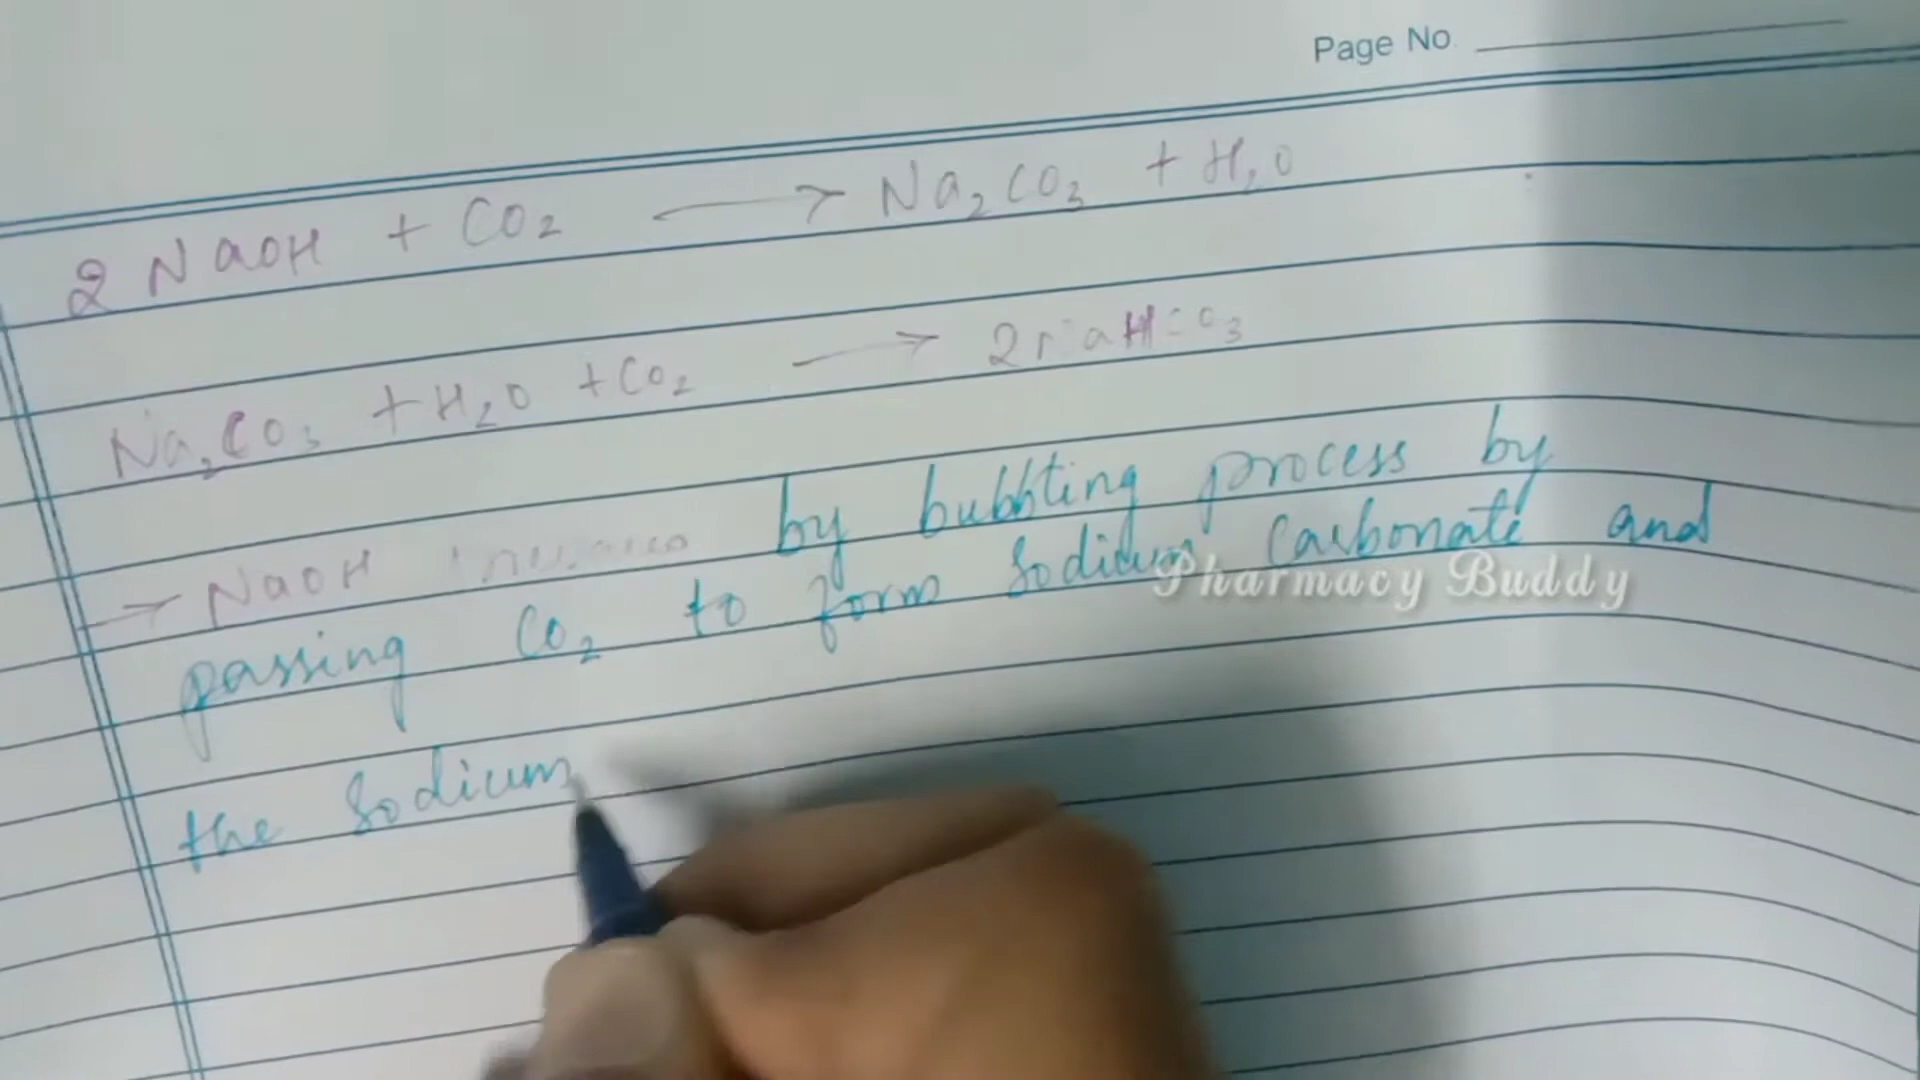 Page No
2 NaOH + CO2 → Na2CO3 + H2O
Na2CO3 + H2O + CO2 → 2NaHCO3
→ NaOH by bubbting process by
passing CO2 to form Sodium Carbonate and
Pharmacy Buddy
the Sodium